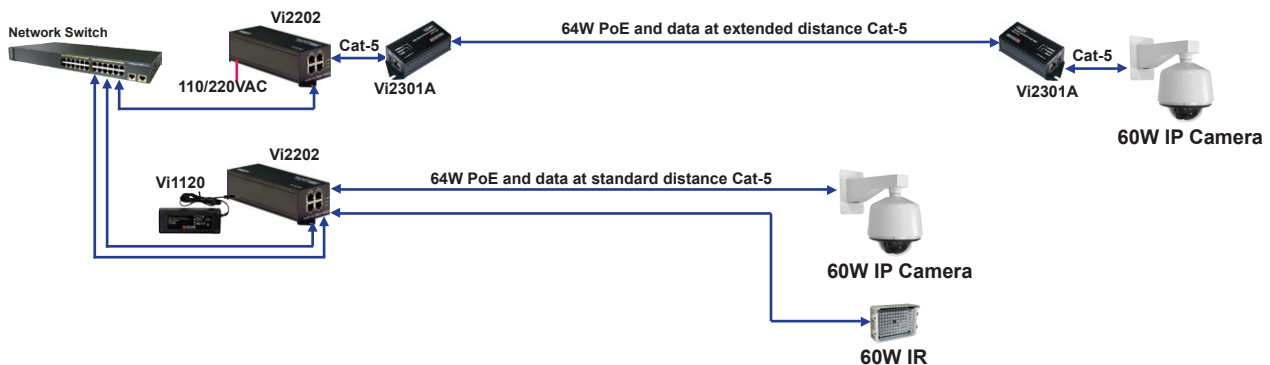 Vi2202
Network Switch
Cat-5
64W PoE and data at extended distance Cat-5
Cat-5
110/220VAC
Vi2301A
Vi2301A
60W IP Camera
Vi2202
Vi1120
64W PoE and data at standard distance Cat-5
60W IP Camera
60W IR